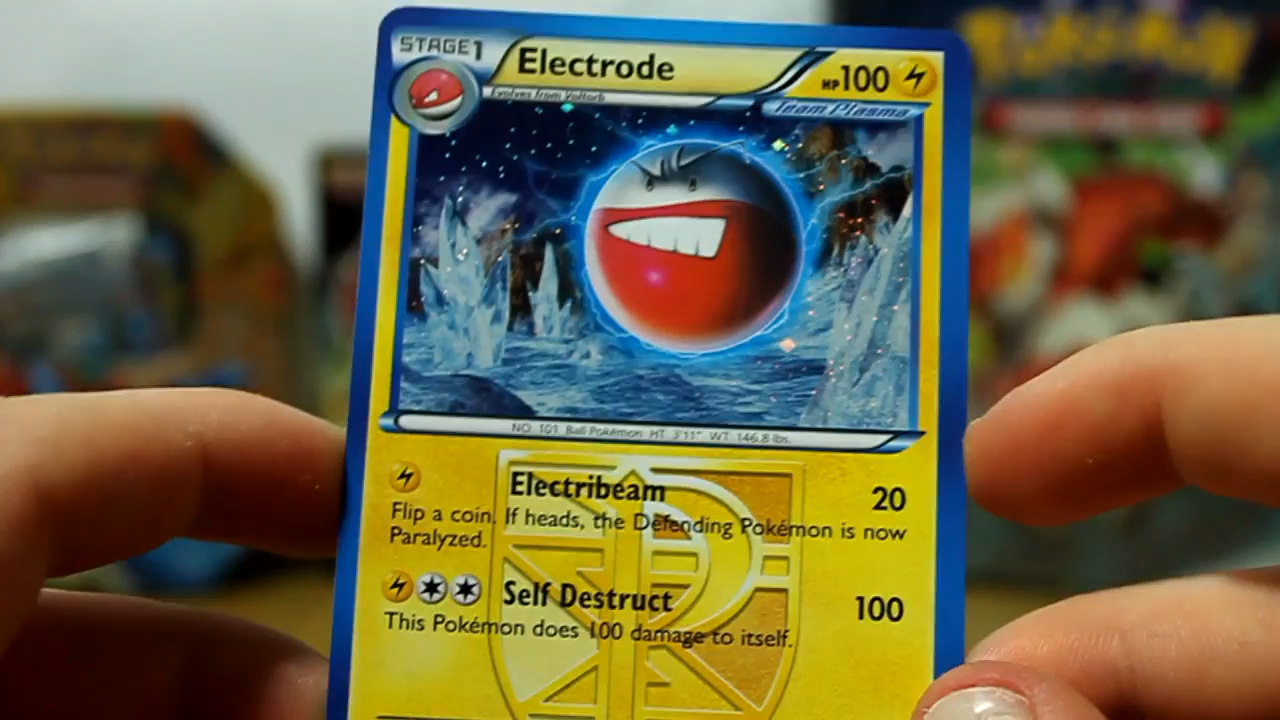 STAGE1 Electrode HP100
Evolves from Voltorb
Team Plasma
NO. 101 Ball Pokémon HT 3'11" WT 146.8 lbs.
Electribeam 20
Flip a coin. If heads, the Defending Pokémon is now
Paralyzed.
Self Destruct 100
This Pokémon does 100 damage to itself.
POKéMON